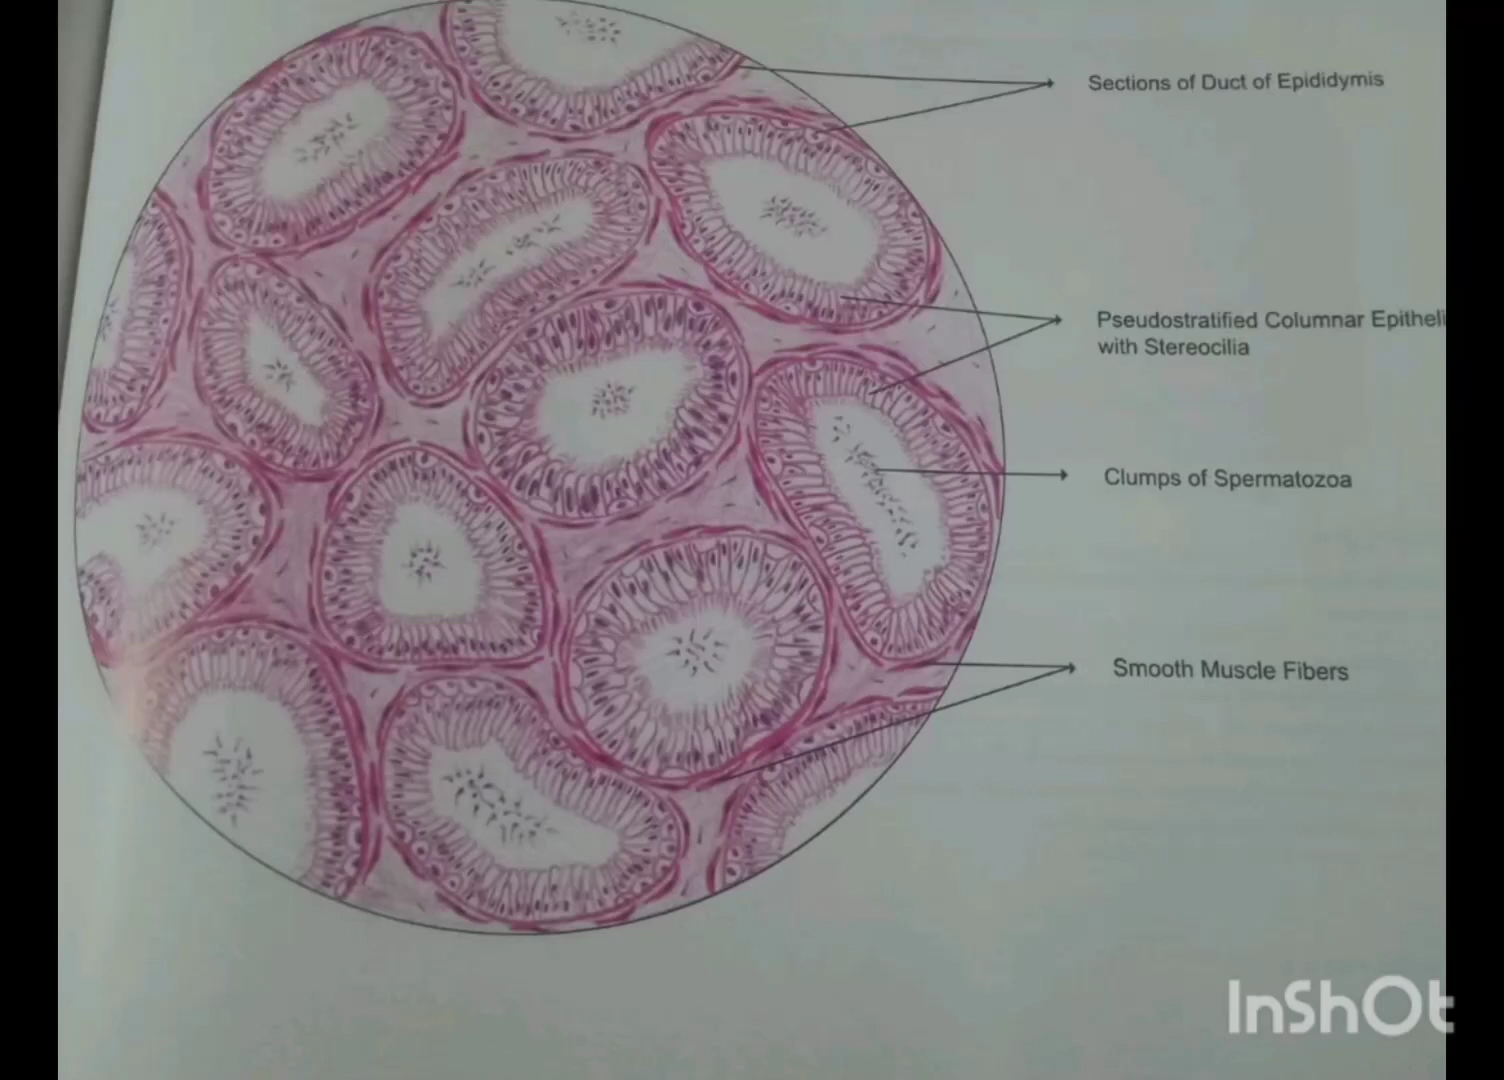 Sections of Duct of Epididymis
Pseudostratified Columnar Epitheli
with Stereocilia
Clumps of Spermatozoa
Smooth Muscle Fibers
InShOt